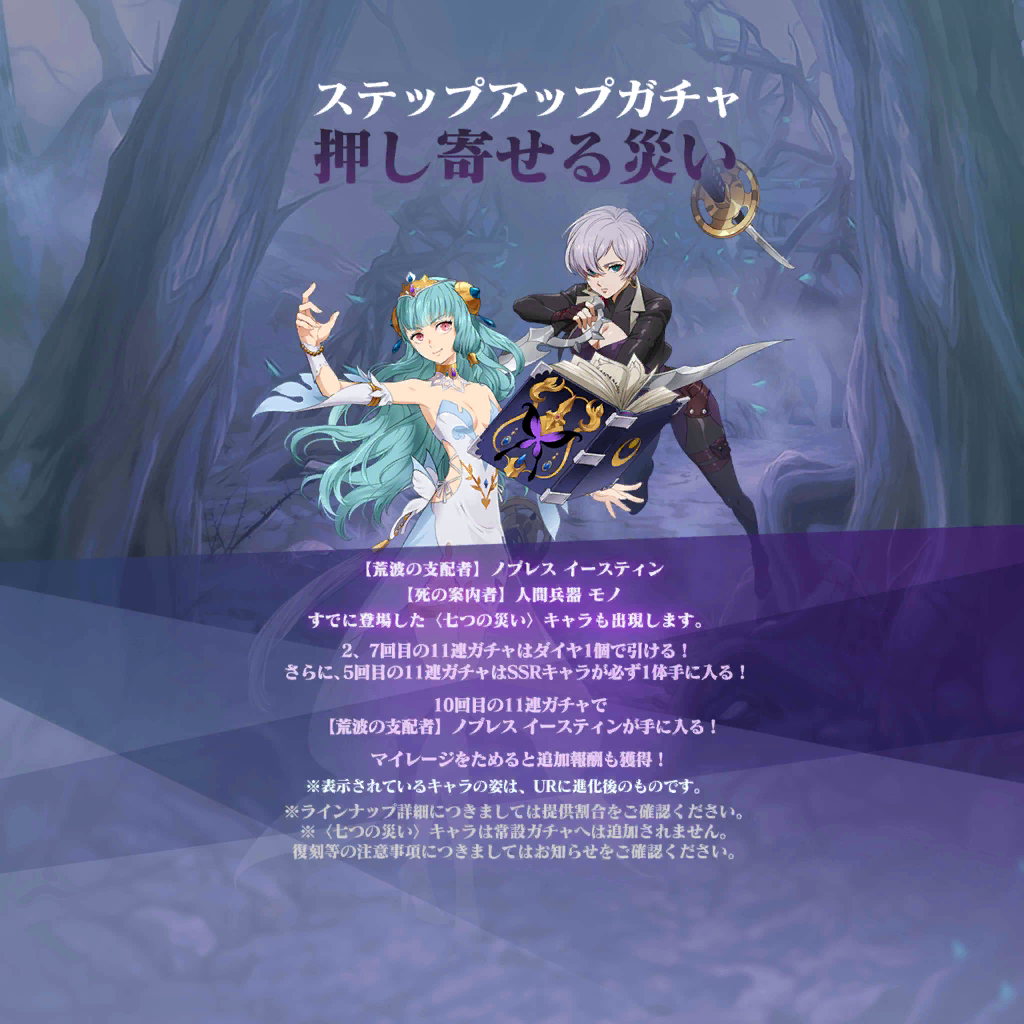 ステップアップガチャ
押し寄せる災い
【荒波の支配者】ノブレス イースティン
【死の案内者】人間兵器 モノ
すでに登場した〈七つの災い〉キャラも出現します。
2、7回目の11連ガチャはダイヤ1個で引ける！
さらに、5回目の11連ガチャはSSRキャラが必ず1体手に入る！
10回目の11連ガチャで
【荒波の支配者】ノブレス イースティンが手に入る！
マイレージをためると追加報酬も獲得！
※表示されているキャラの姿は、URに進化後のものです。
※ラインナップ詳細につきましては提供割合をご確認ください。
※〈七つの災い〉キャラは常設ガチャへは追加されません。
復刻等の注意事項につきましてはお知らせをご確認ください。